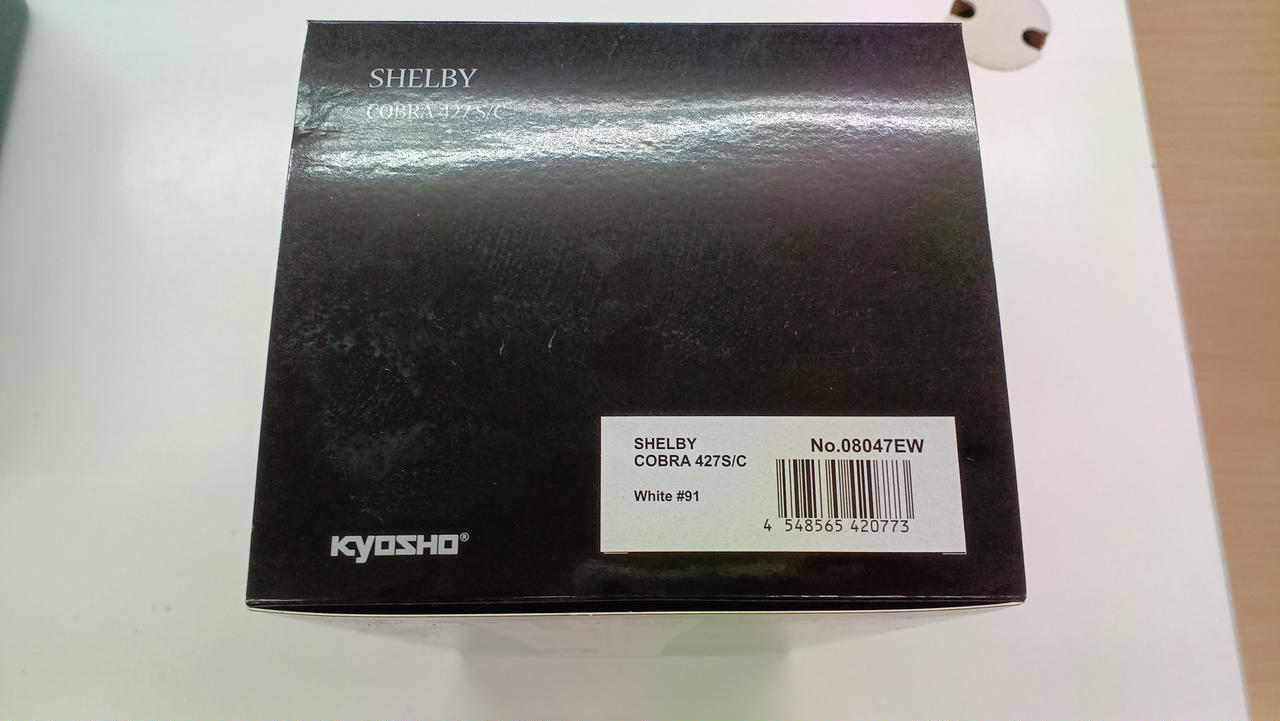 SHELBY
COBRA 427S/C
SHELBY
COBRA 427S/C
No.08047EW
White #91
4 548565 420773
KYOSHO®